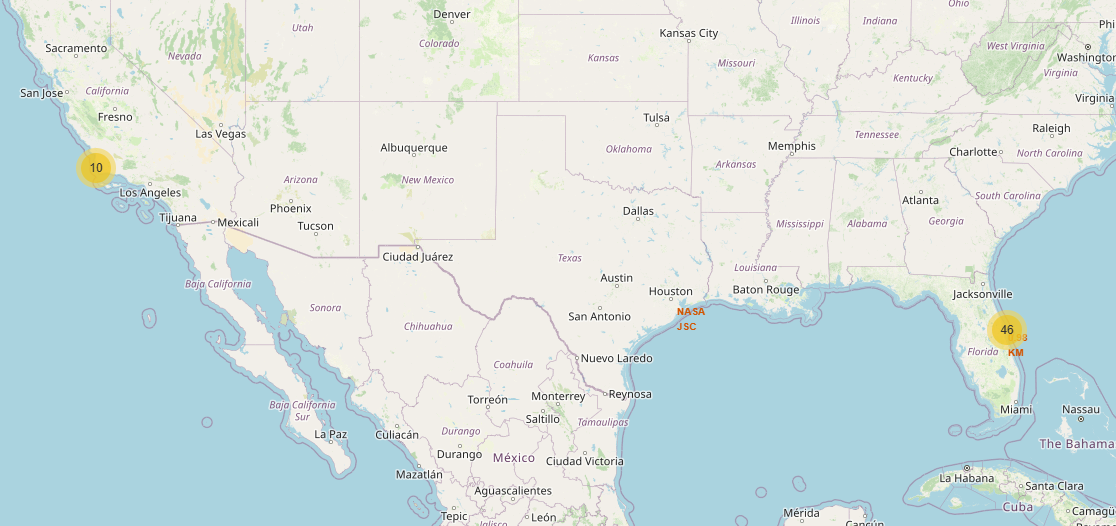 Ohio
Denver
Utah
Illinois
Indiana
Phi
Kansas City
Sacramento
Colorado
Nevada
Kansas
Missouri
West Virginia
Washington
Kentucky
Virginia
San Jose
California
Virginia
Fresno
Tulsa
Las Vegas
Raleigh
Tennessee
Albuquerque
Oklahoma
Memphis
Charlotte
North Carolina
10
Arkansas
Arizona
New Mexico
Los Angeles
South Carolina
Atlanta
Phoenix
Dallas
Tijuana
Mexicali
Tucson
Mississippi
Alabama
Georgia
Ciudad Juárez
Texas
Louisiana
Austin
Baja California
Houston
Baton Rouge
Jacksonville
Sonora
NASA
JSC
San Antonio
Chihuahua
46
KM
Florida
Nuevo Laredo
Coahuila
Reynosa
Torreón
Monterrey
Baja California
Sur
Saltillo
Tamaulipas
Miami
Nassau
La Paz
Culiacán
Durango
The Bahama
Durango
México
Ciudad Victoria
Mazatlán
La Habana
Santa Clara
Aguascalientes
Cuba
Camagu
Tepic
León
Mérida
Jalisco
Cancún